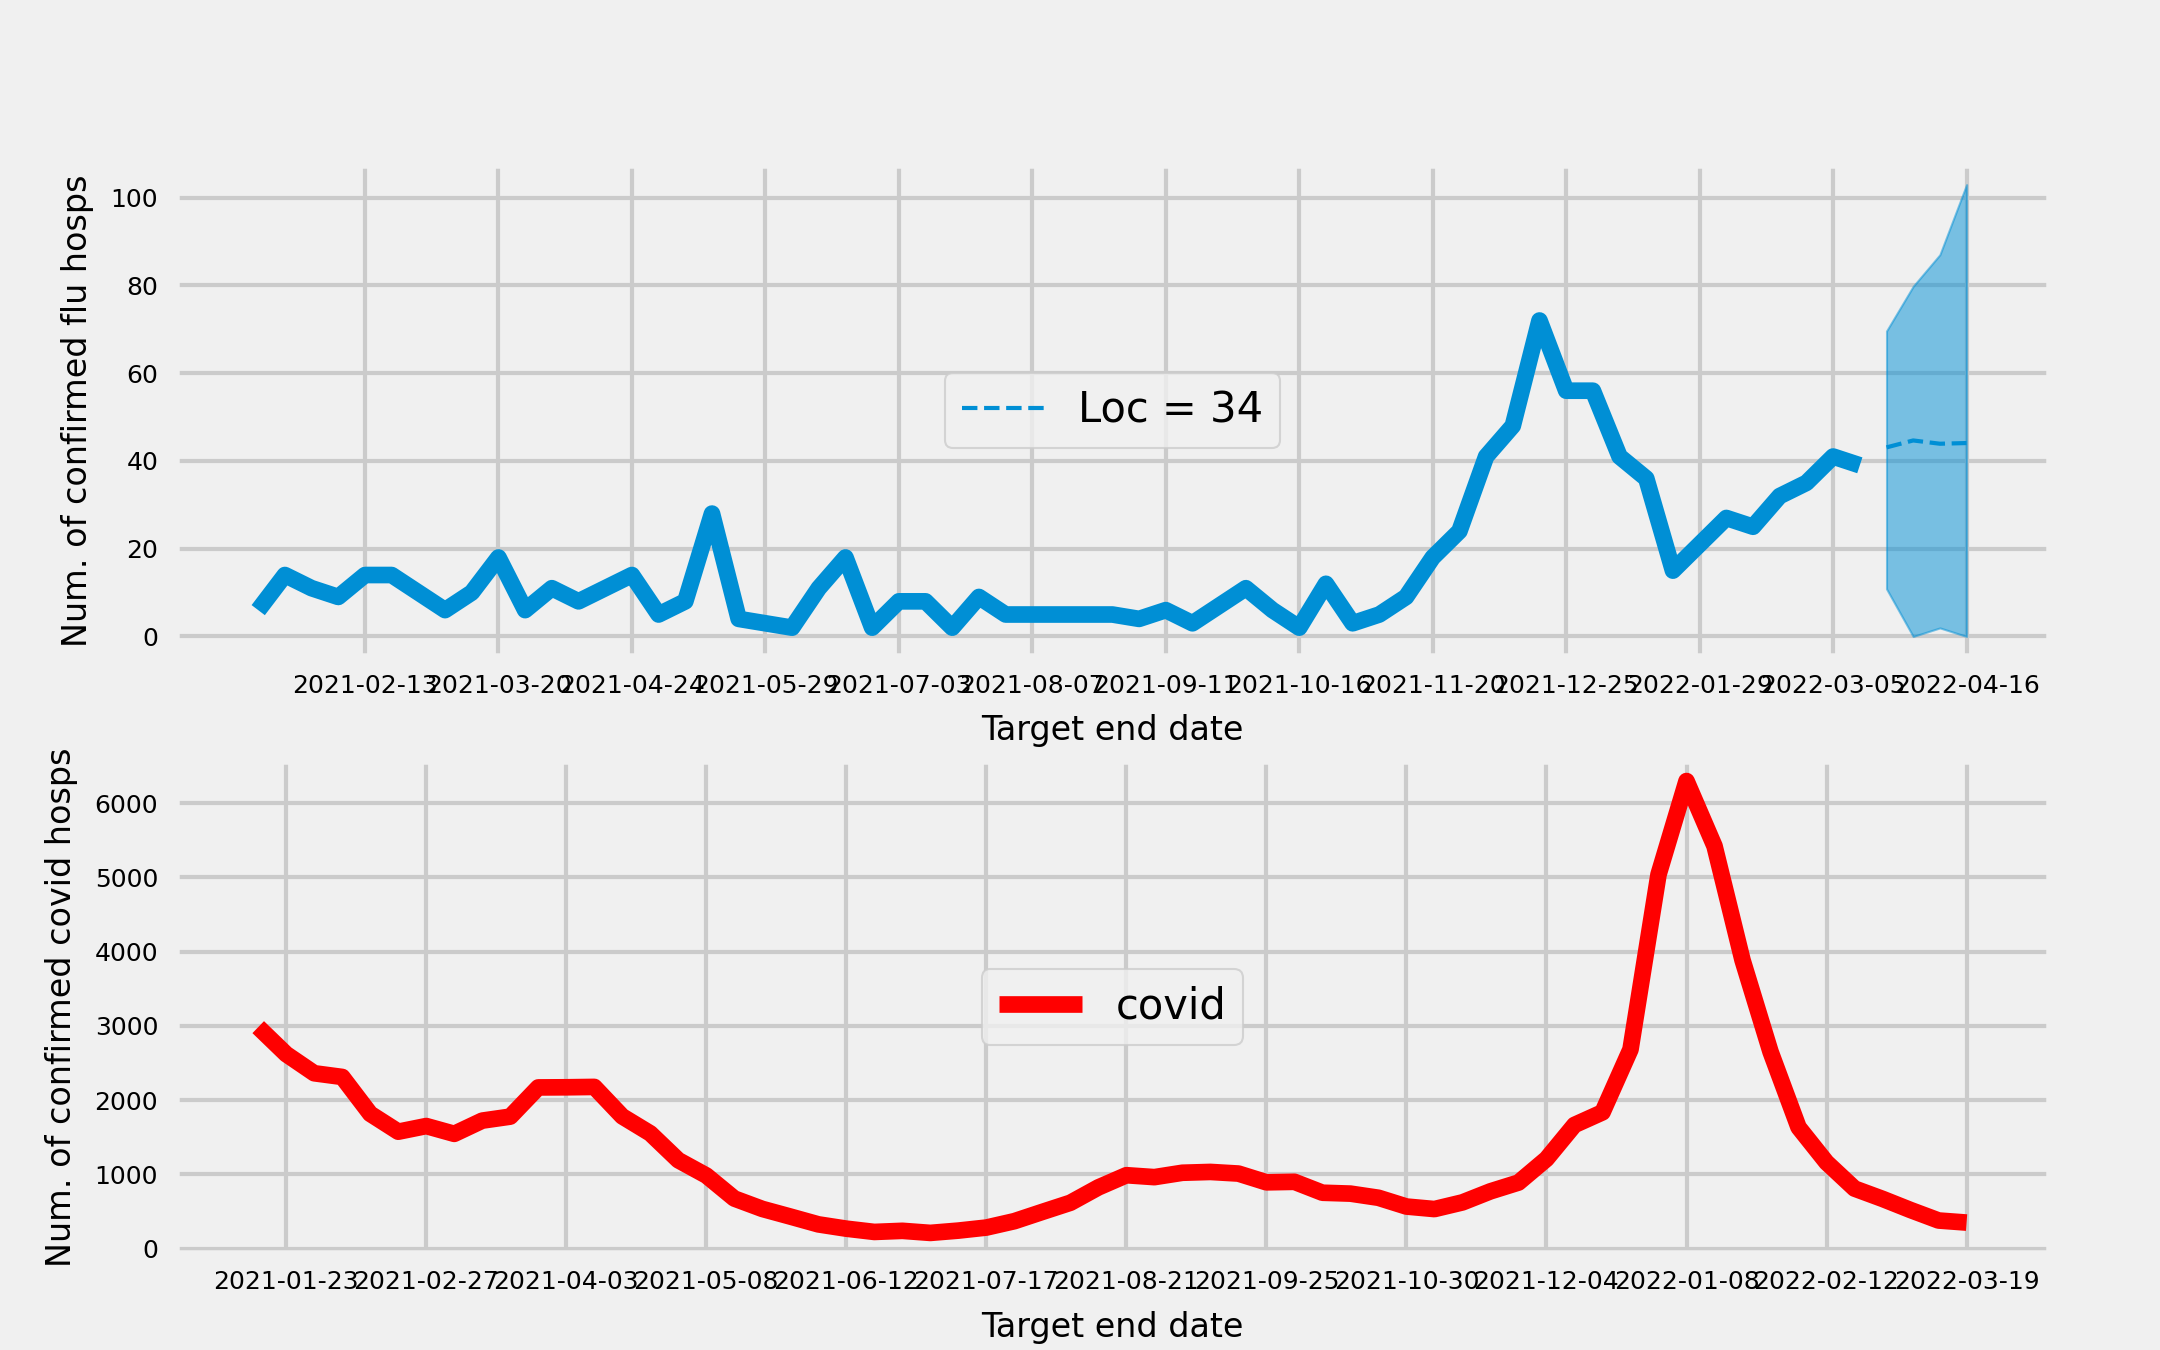 Num. of confirmed flu hosps
100
80
60
40
20
0
Loc = 34
2021-02-13 2021-03-20 2021-04-24 2021-05-29 2021-07-03 2021-08-07 2021-09-11 2021-10-16 2021-11-20 2021-12-25 2022-01-29 2022-03-05 2022-04-16
Target end date
Num. of confirmed covid hosps
6000
5000
4000
3000
2000
1000
0
covid
2021-01-23 2021-02-27 2021-04-03 2021-05-08 2021-06-12 2021-07-17 2021-08-21 2021-09-25 2021-10-30 2021-12-04 2022-01-08 2022-02-12 2022-03-19
Target end date